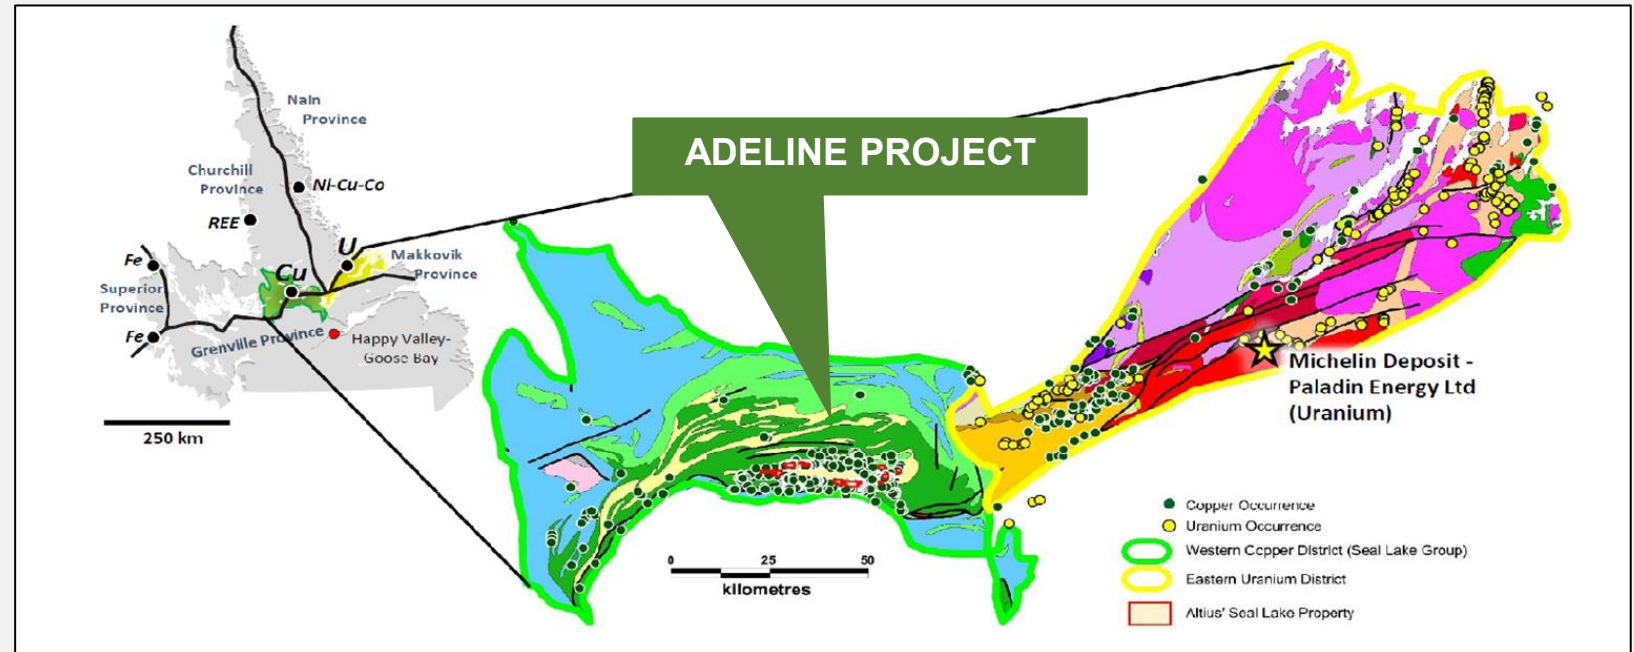 Nain
Province
Churchill
Province
Ni-Cu-Co
REE
U
Makkovik
Province
Fe
Cu
Superior
Province
Fe
Grenville Province
Happy Valley-
Goose Bay
250 km
ADELINE PROJECT
Michelin Deposit -
Paladin Energy Ltd
(Uranium)
0 25 50
kilometres
Copper Occurrence
Uranium Occurrence
Western Copper District (Seal Lake Group)
Eastern Uranium District
Altius' Seal Lake Property